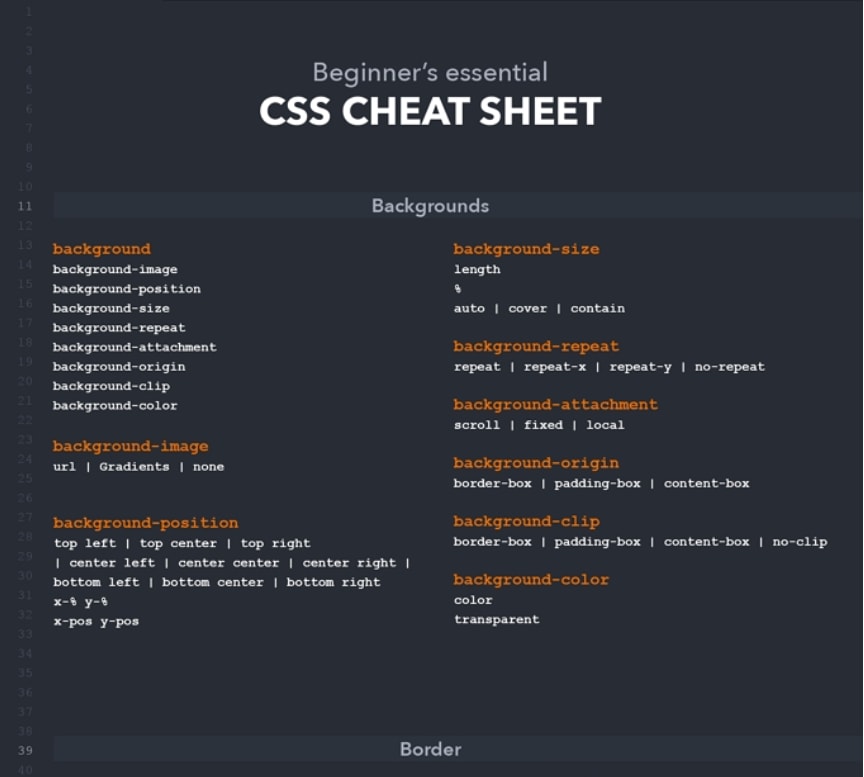 Beginner's essential
CSS CHEAT SHEET
1
2
3
4
5
6
7
8
9
10
11
12
13
14
15
16
17
18
19
20
21
22
23
24
25
26
27
28
29
30
31
32
33
34
35
36
37
38
39
40
Backgrounds
background
background-image
background-position
background-size
background-repeat
background-attachment
background-origin
background-clip
background-color
background-image
url | Gradients | none
background-position
top left | top center | top right
| center left | center center | center right |
bottom left | bottom center | bottom right
x-% y-%
x-pos y-pos
background-size
length
%
auto | cover | contain
background-repeat
repeat | repeat-x | repeat-y | no-repeat
background-attachment
scroll | fixed | local
background-origin
border-box | padding-box | content-box
background-clip
border-box | padding-box | content-box | no-clip
background-color
color
transparent
Border